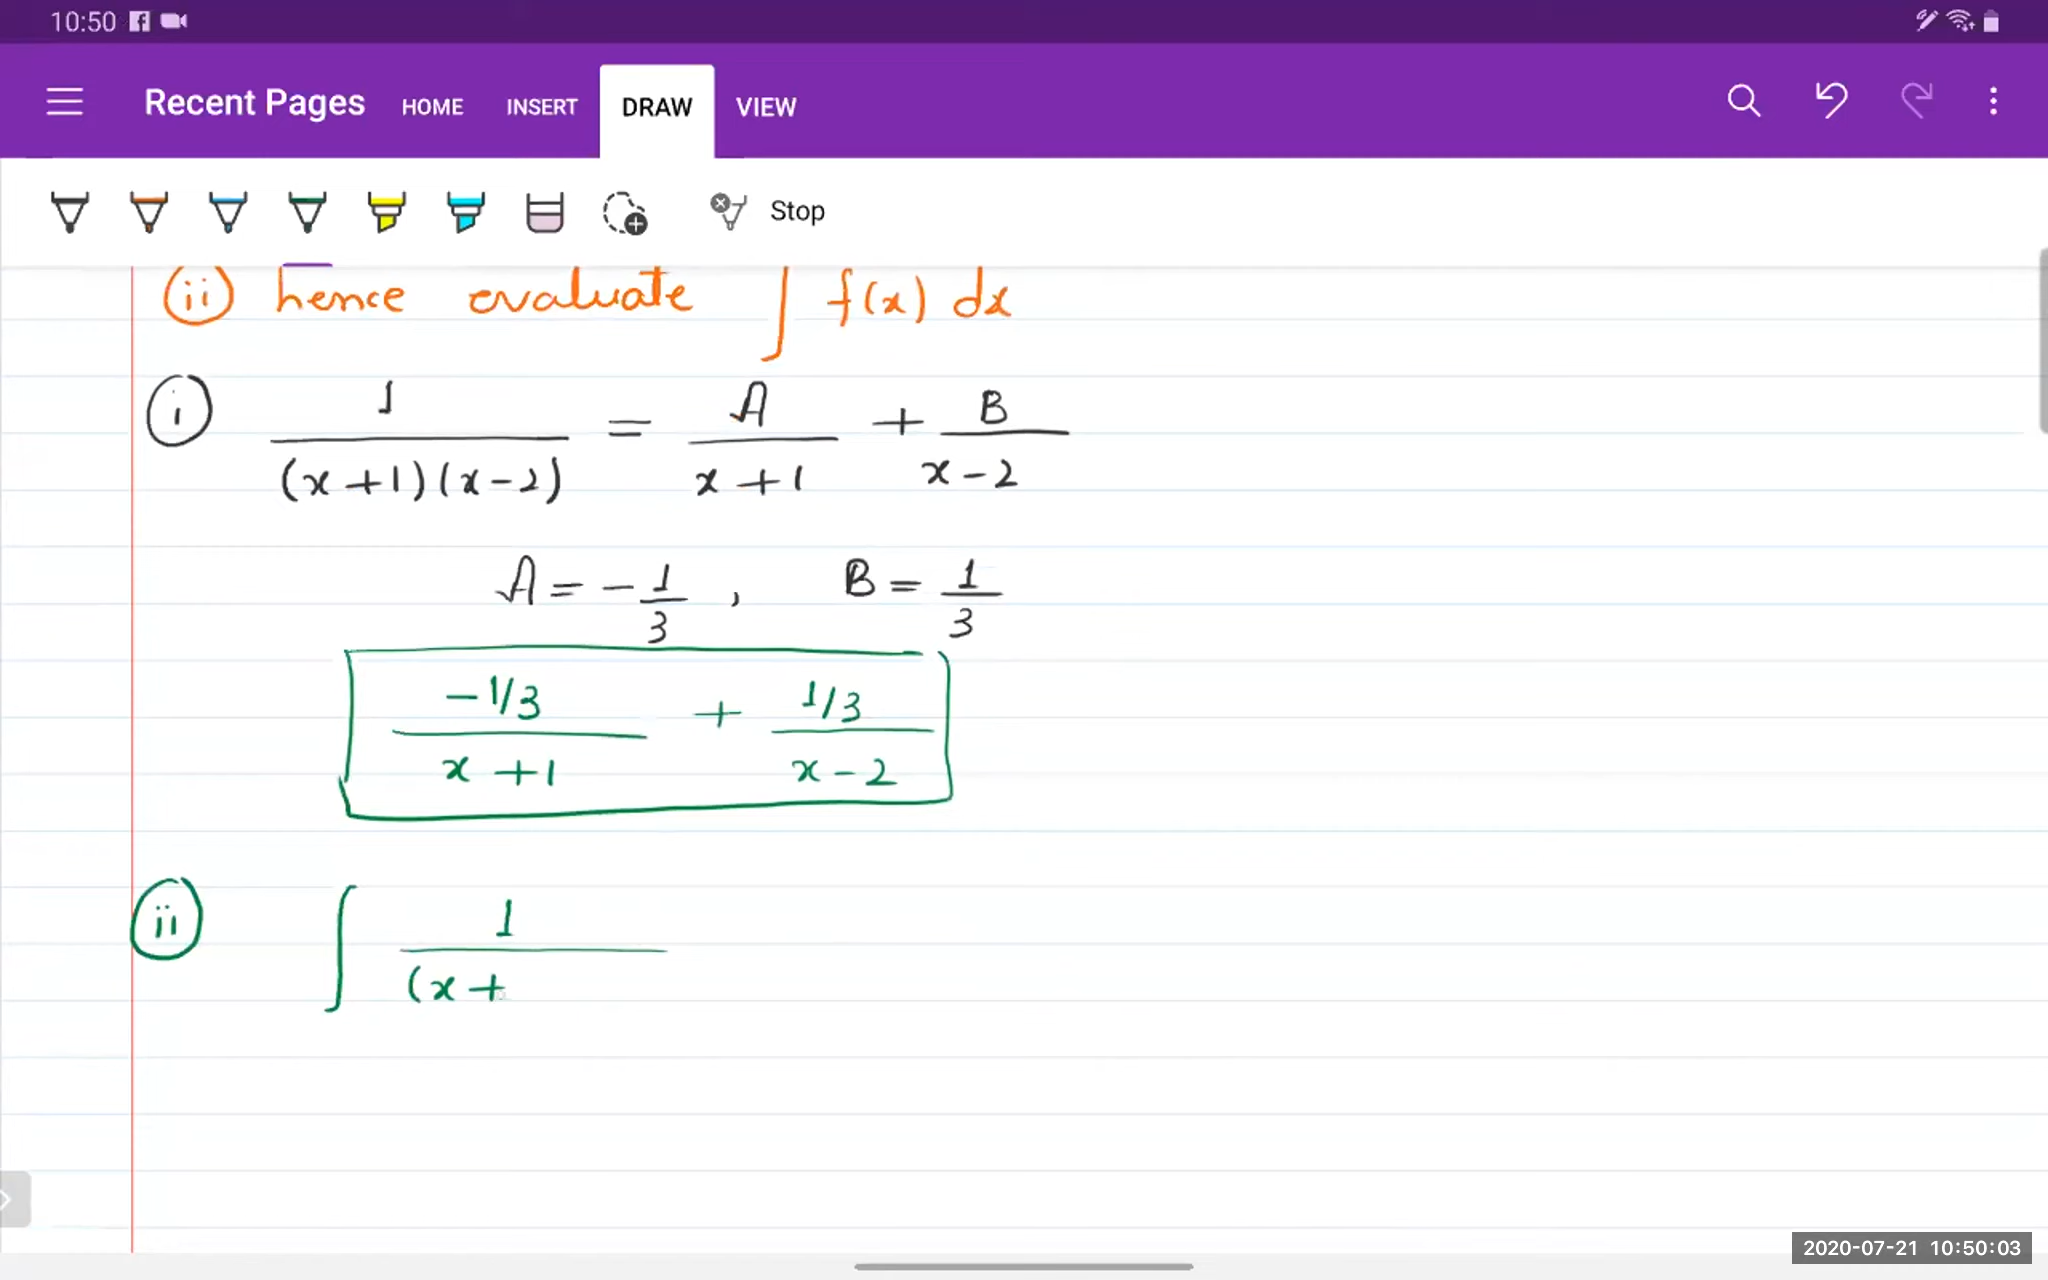 10:50
Recent Pages HOME INSERT DRAW VIEW
Stop
(ii) hence evaluate ∫ f(x) dx
(i) 1/((x+1)(x-2)) = A/(x+1) + B/(x-2)
A = -1/3 , B = 1/3
(-1/3)/(x+1) + (1/3)/(x-2)
(ii) ∫ 1/(x+
2020-07-21 10:50:03